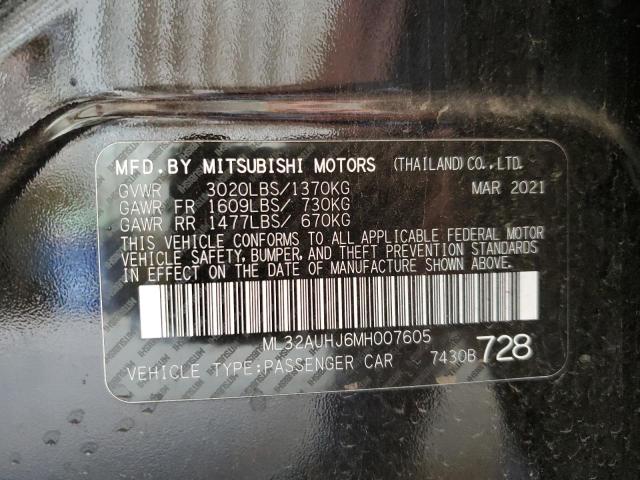 MFD.BY MITSUBISHI MOTORS (THAILAND)CO.,LTD.
GVWR 3020LBS/1370KG MAR 2021
GAWR FR 1609LBS/ 730KG
GAWR RR 1477LBS/ 670KG
THIS VEHICLE CONFORMS TO ALL APPLICABLE FEDERAL MOTOR
VEHICLE SAFETY, BUMPER, AND THEFT PREVENTION STANDARDS
IN EFFECT ON THE DATE OF MANUFACTURE SHOWN ABOVE.
ML32AUHJ6MH007605
VEHICLE TYPE:PASSENGER CAR 7430B728